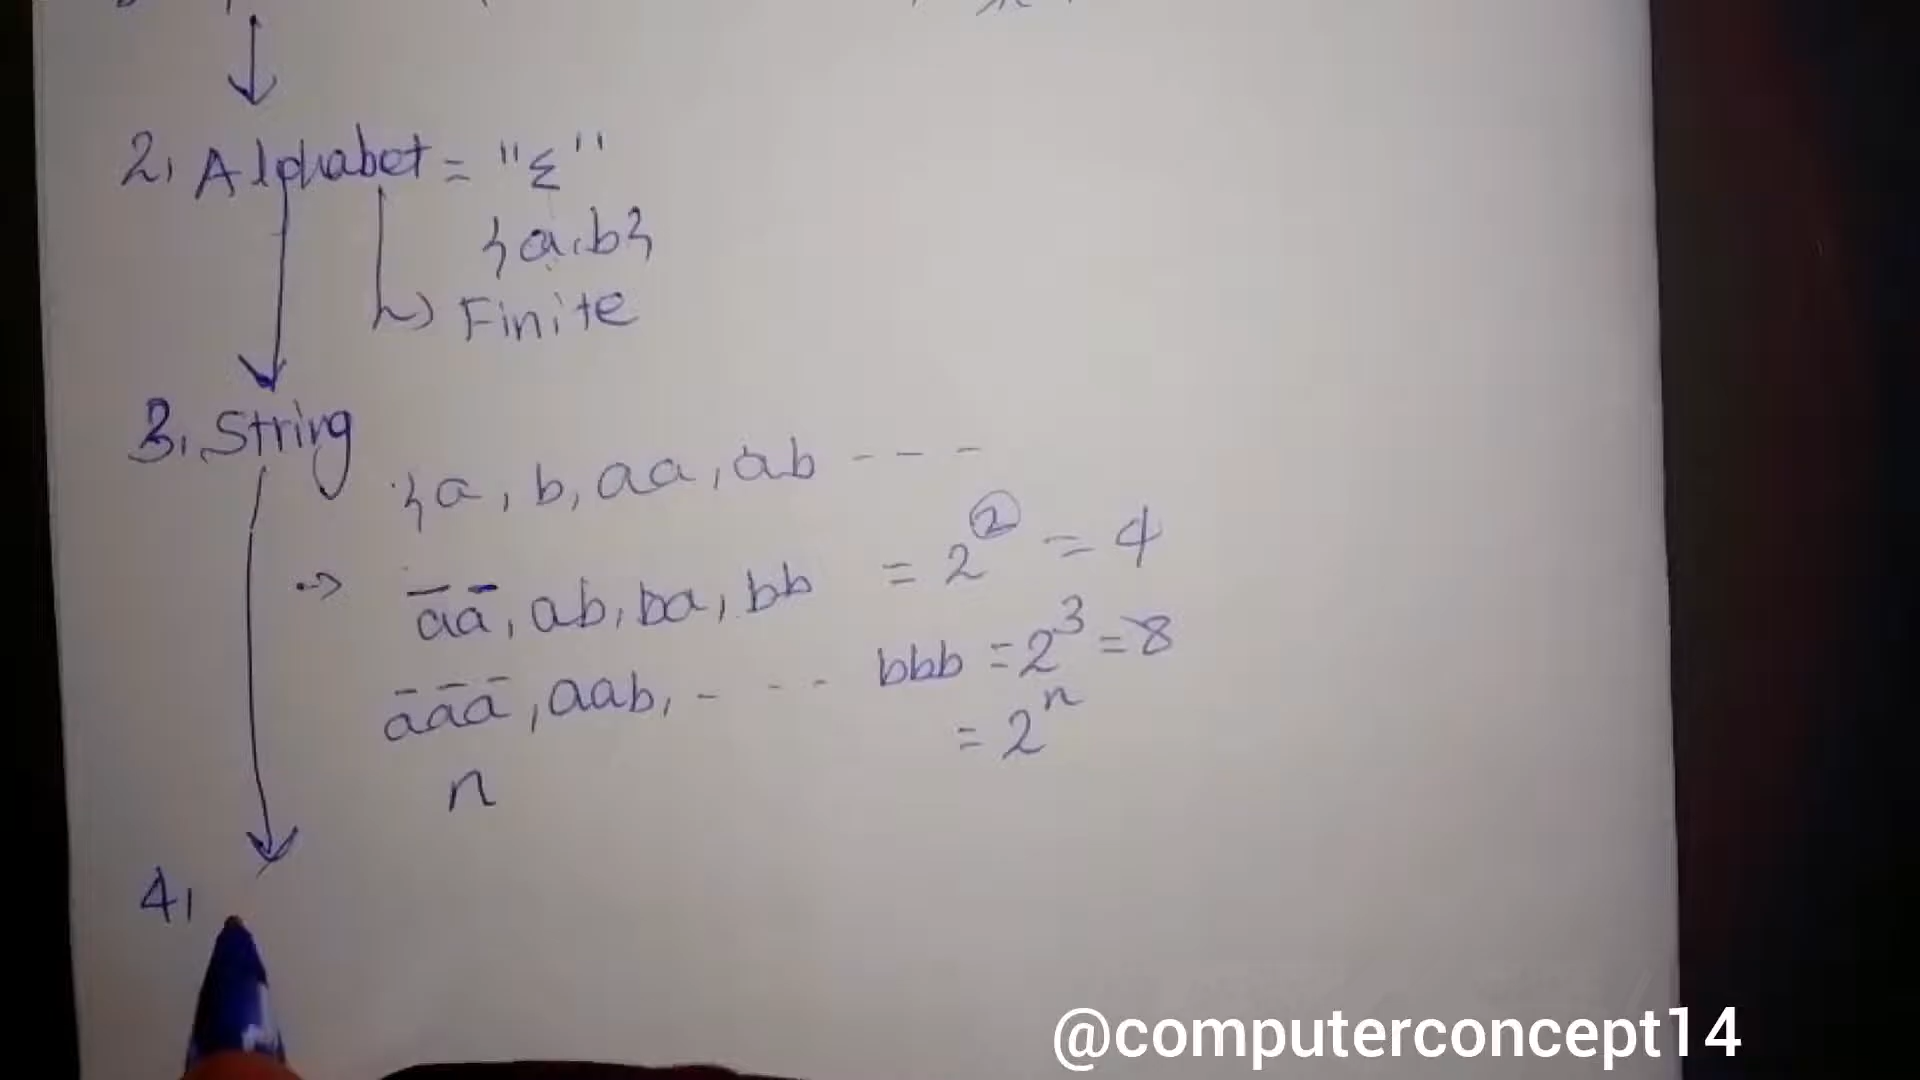 2, Alphabet = "Σ"
{a,b}
↳ Finite
3, String
{a, b, aa, ab - - -
→ aa, ab, ba, bb = 2^2 = 4
aaa, aab, - - - - bbb = 2^3 = 8
n = 2^n
4,
@computerconcept14